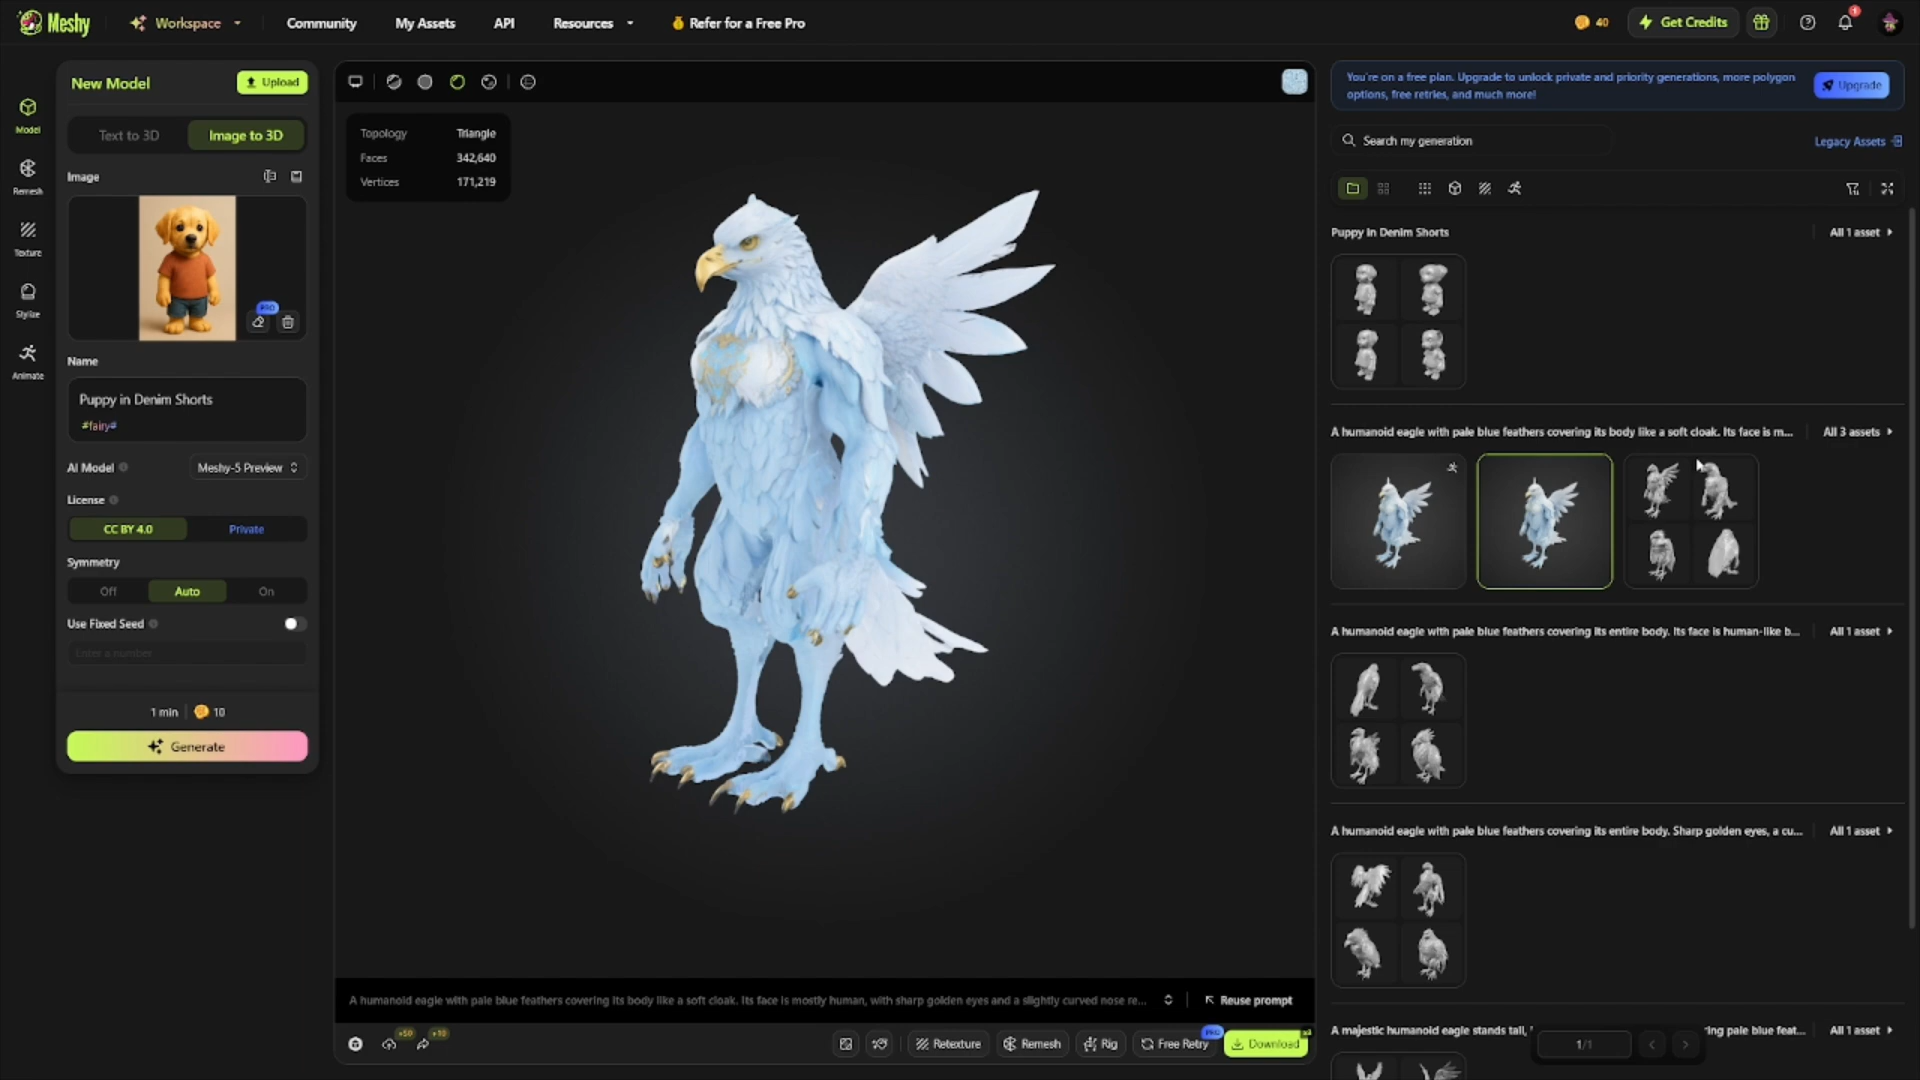 Meshy
Workspace
Community
My Assets
API
Resources
Refer for a Free Pro
40
Get Credits
1
New Model
Upload
Model
Remesh
Texture
Stylize
Animate
Text to 3D
Image to 3D
Image
PRO
Name
Puppy in Denim Shorts
#fairy#
AI Model
Meshy-5 Preview
License
CC BY 4.0
Private
Symmetry
Off
Auto
On
Use Fixed Seed
Enter a number
1 min
10
Generate
Topology Triangle
Faces 342,640
Vertices 171,219
A humanoid eagle with pale blue feathers covering its body like a soft cloak. Its face is mostly human, with sharp golden eyes and a slightly curved nose re...
Reuse prompt
+50
+10
Retexture
Remesh
Rig
PRO
Free Retry
Download
You're on a free plan. Upgrade to unlock private and priority generations, more polygon
options, free retries, and much more!
Upgrade
Search my generation
Legacy Assets
Puppy in Denim Shorts
All 1 asset
A humanoid eagle with pale blue feathers covering its body like a soft cloak. Its face is m...
All 3 assets
A humanoid eagle with pale blue feathers covering its entire body. Its face is human-like b...
All 1 asset
A humanoid eagle with pale blue feathers covering its entire body. Sharp golden eyes, a cu...
All 1 asset
A majestic humanoid eagle stands tall,
ring pale blue feat...
All 1 asset
1/1